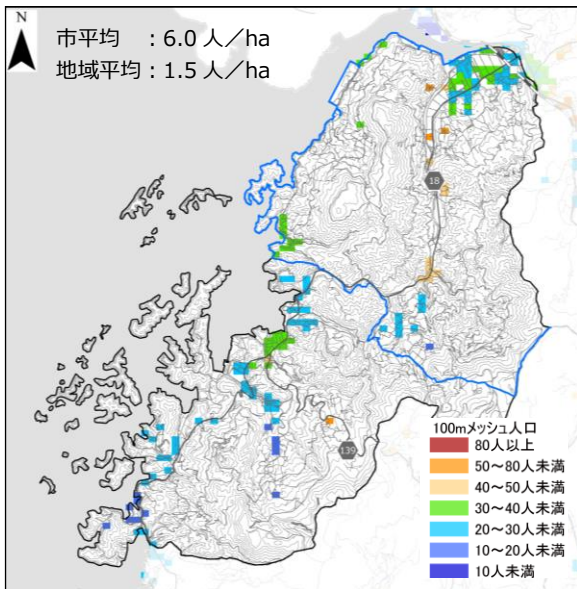 N
市平均　：6.0 人／ha
地域平均：1.5 人／ha
18
139
100mメッシュ人口
80人以上
50～80人未満
40～50人未満
30～40人未満
20～30人未満
10～20人未満
10人未満